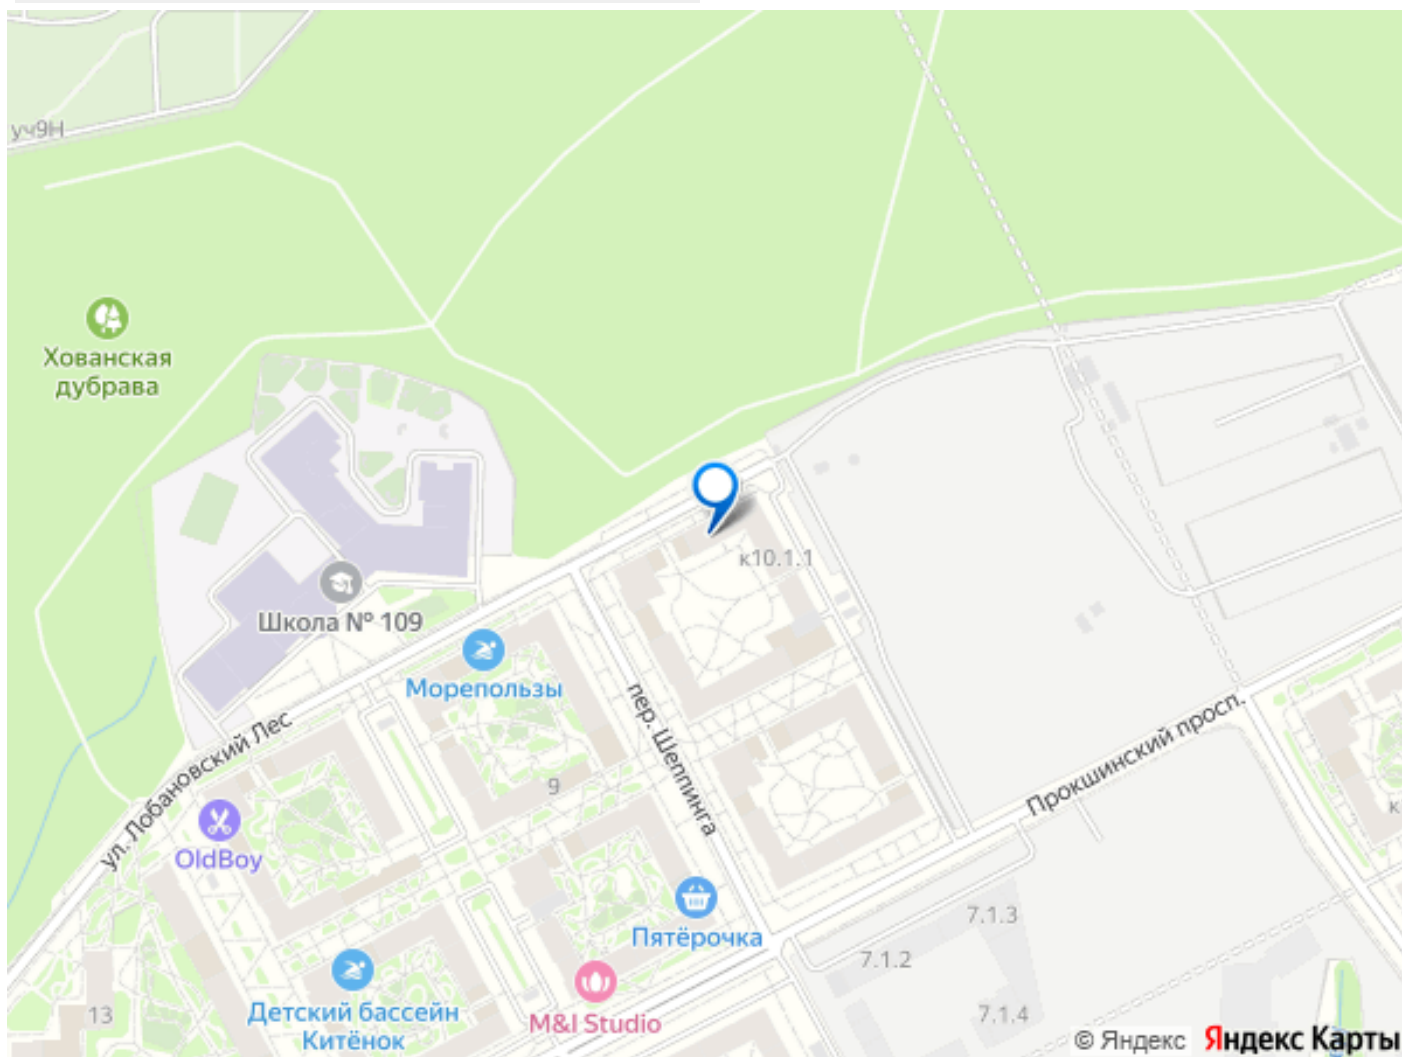 уч9Н
Хованская
дубрава
к10.1.1
Школа № 109
Морепользы
пер. Шеппинга
ул. Лобановский Лес
Прокшинский просп.
9
к
OldBoy
Пятёрочка
7.1.3
7.1.2
13
Детский бассейн
Китёнок
M&I Studio
7.1.4
© Яндекс Яндекс Карты